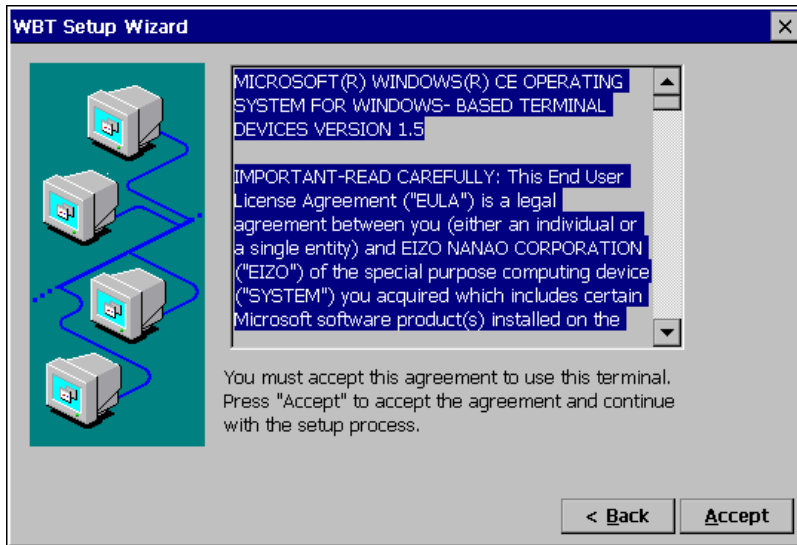 WBT Setup Wizard
MICROSOFT(R) WINDOWS(R) CE OPERATING
SYSTEM FOR WINDOWS- BASED TERMINAL
DEVICES VERSION 1.5
IMPORTANT-READ CAREFULLY: This End User
License Agreement ("EULA") is a legal
agreement between you (either an individual or
a single entity) and EIZO NANAO CORPORATION
("EIZO") of the special purpose computing device
("SYSTEM") you acquired which includes certain
Microsoft software product(s) installed on the
You must accept this agreement to use this terminal.
Press "Accept" to accept the agreement and continue
with the setup process.
< Back
Accept